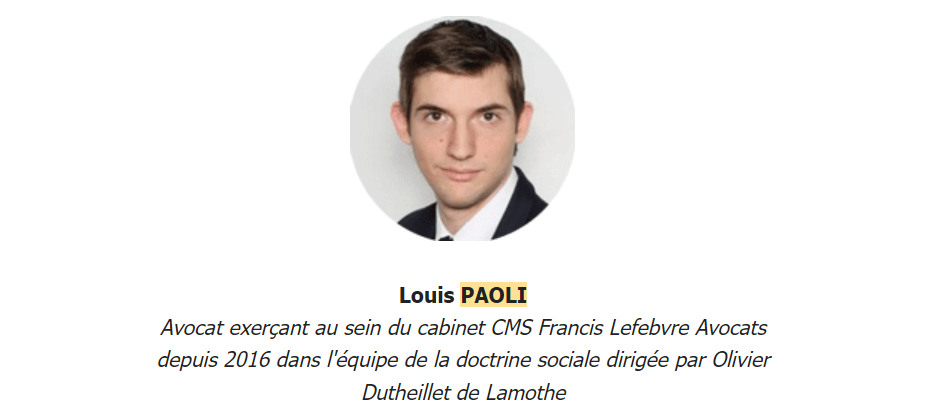 Louis PAOLI
Avocat exerçant au sein du cabinet CMS Francis Lefebvre Avocats
depuis 2016 dans l'équipe de la doctrine sociale dirigée par Olivier
Dutheillet de Lamothe